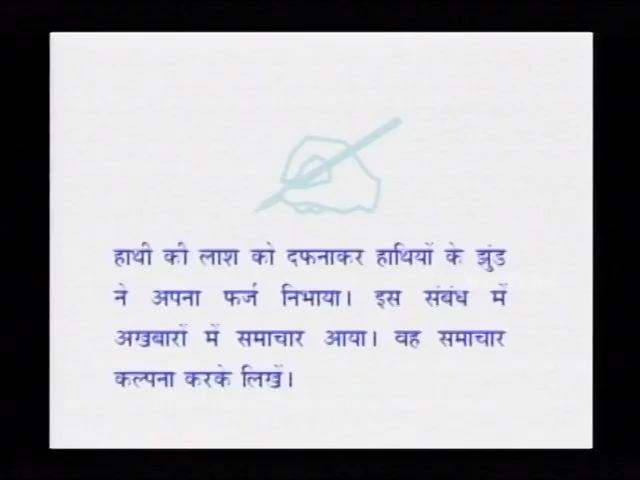 हाथी की लाश को दफनाकर हाथियों के झुंड
ने अपना फर्ज निभाया। इस संबंध में
अखबारों में समाचार आया। वह समाचार
कल्पना करके लिखें।